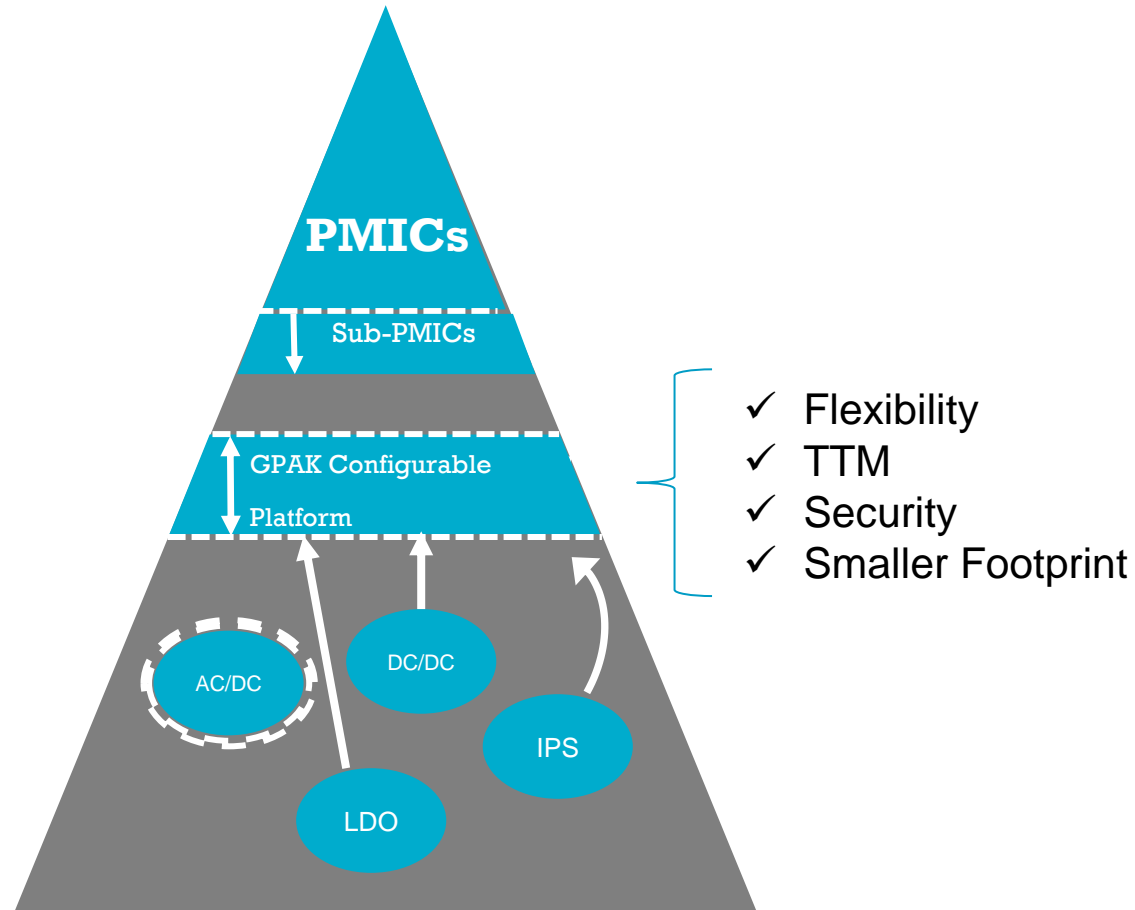 PMICs
Sub-PMICs
GPAK Configurable
Platform
✓ Flexibility
✓ TTM
✓ Security
✓ Smaller Footprint
DC/DC
AC/DC
IPS
LDO